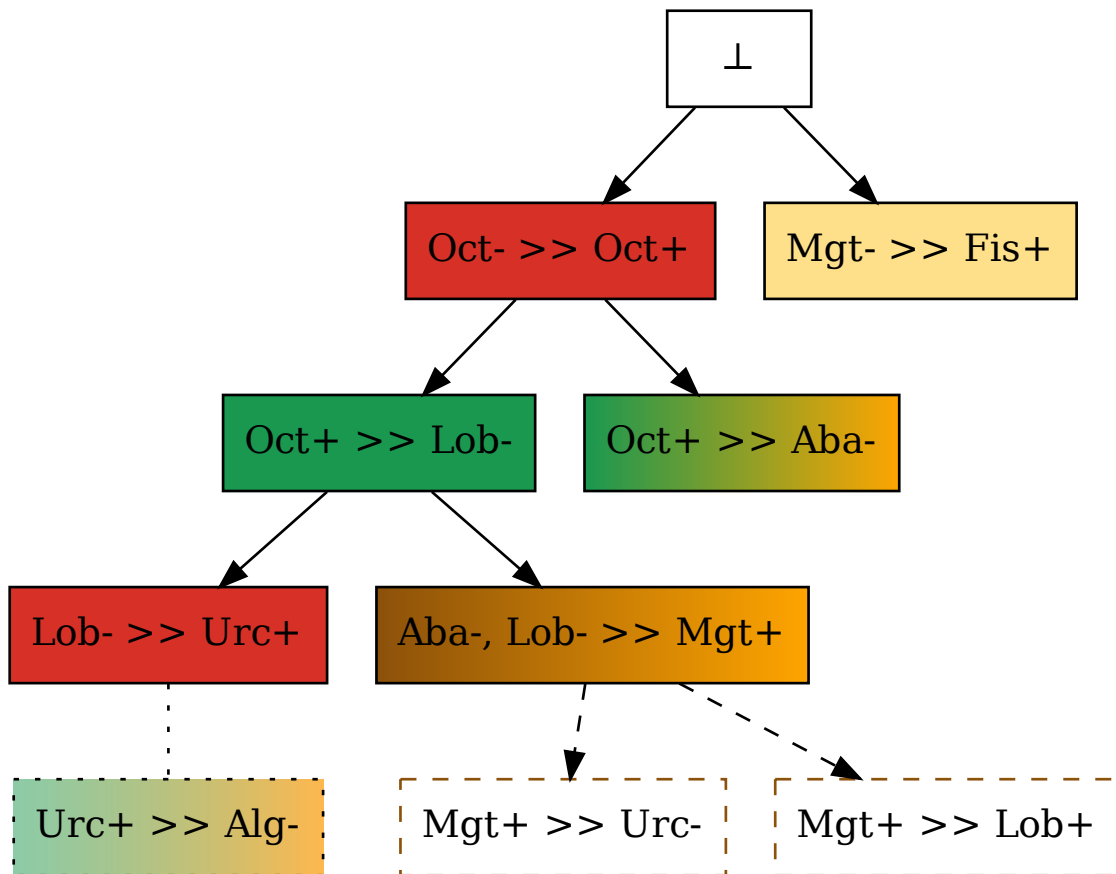 ⊥
Oct- >> Oct+
Mgt- >> Fis+
Oct+ >> Lob-
Oct+ >> Aba-
Lob- >> Urc+
Aba-, Lob- >> Mgt+
Urc+ >> Alg-
Mgt+ >> Urc-
Mgt+ >> Lob+